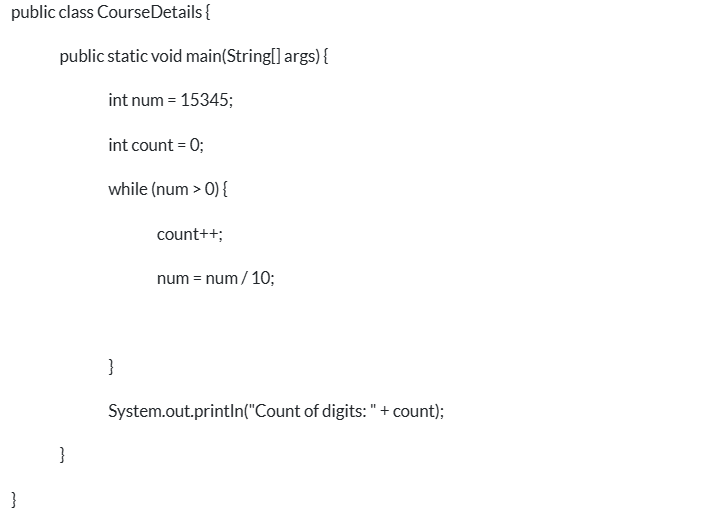 public class CourseDetails {
public static void main(String[] args) {
int num = 15345;
int count = 0;
while (num > 0) {
count++;
num = num / 10;
}
System.out.println("Count of digits: " + count);
}
}